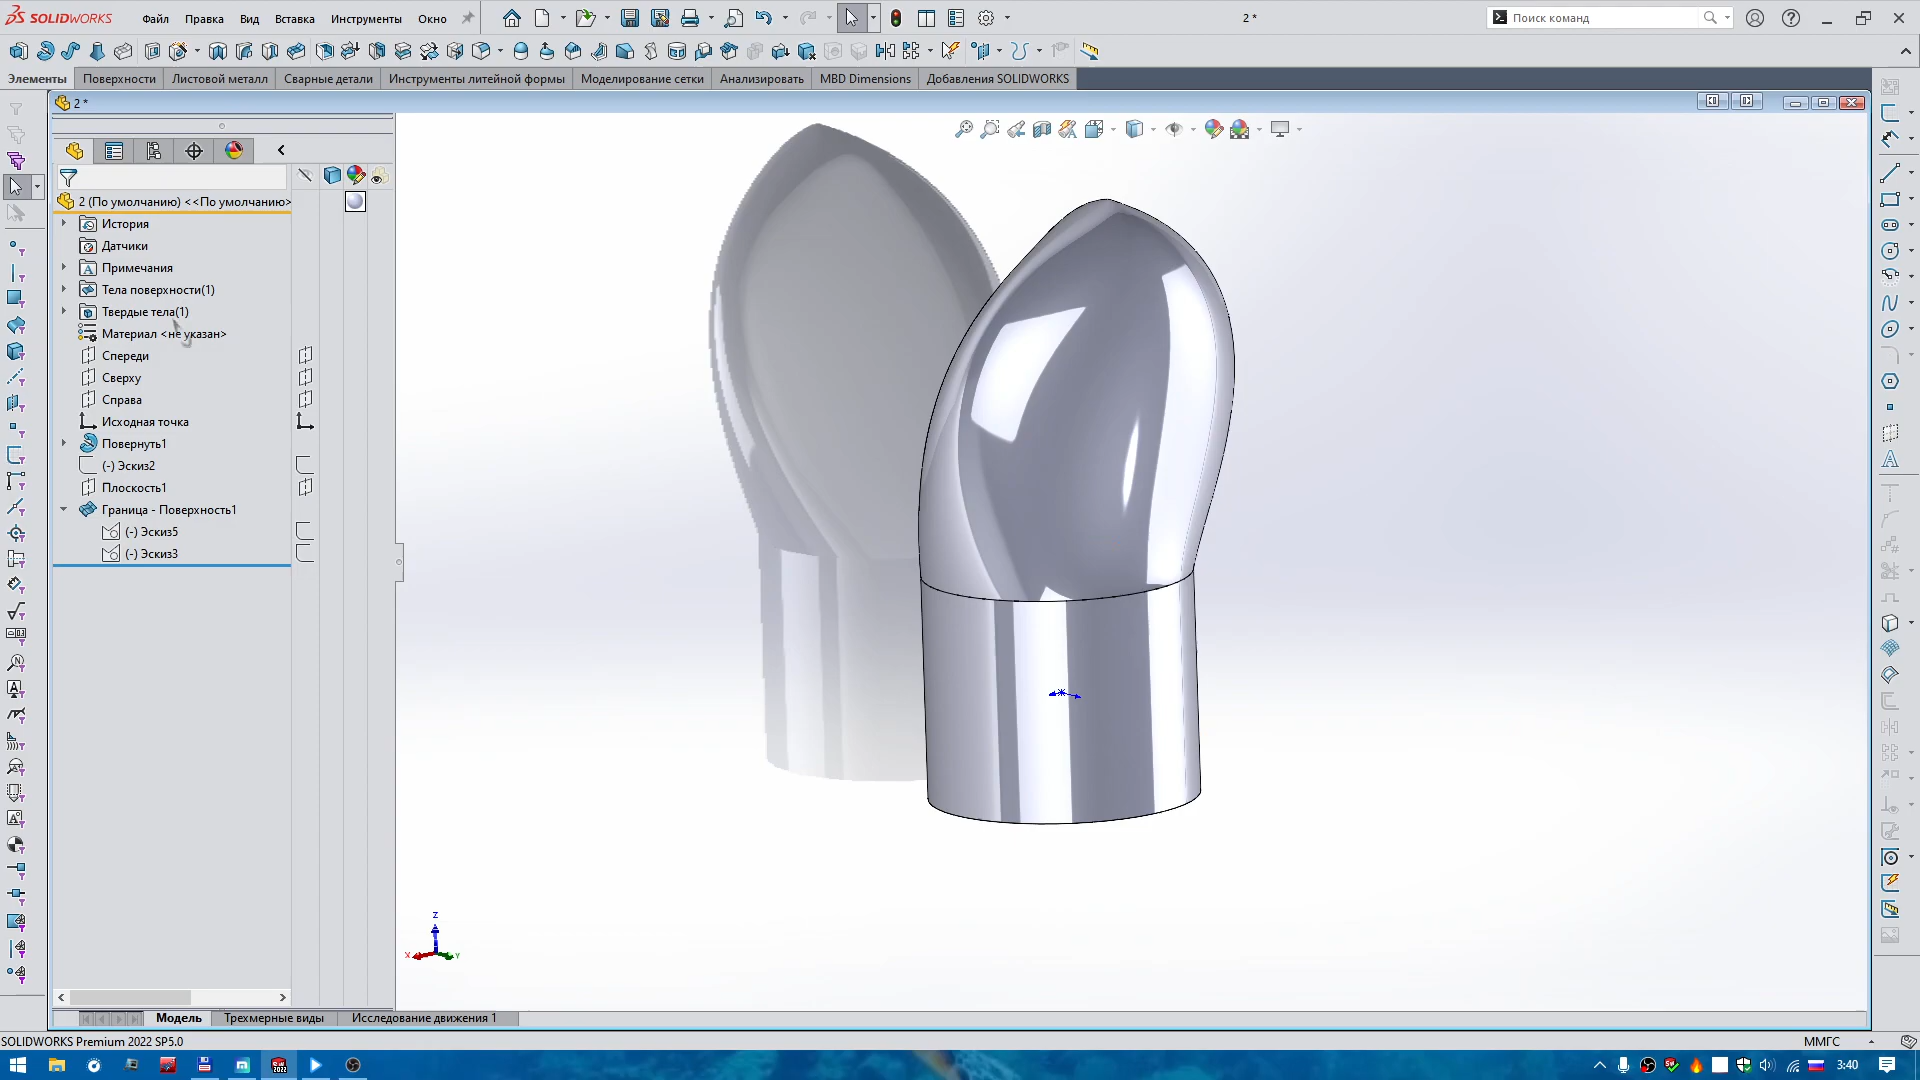 SOLIDWORKS
Файл Правка Вид Вставка Инструменты Окно
2 *
Поиск команд
Элементы Поверхности Листовой металл Сварные детали Инструменты литейной формы Моделирование сетки Анализировать MBD Dimensions Добавления SOLIDWORKS
2 *
2 (По умолчанию) <<По умолчанию>
История
Датчики
Примечания
Тела поверхности(1)
Твердые тела(1)
Материал <не указан>
Спереди
Сверху
Справа
Исходная точка
Повернуть1
(-) Эскиз2
Плоскость1
Граница - Поверхность1
(-) Эскиз5
(-) Эскиз3
Z
X
Y
Модель Трехмерные виды Исследование движения 1
SOLIDWORKS Premium 2022 SP5.0
ММГС
3:40